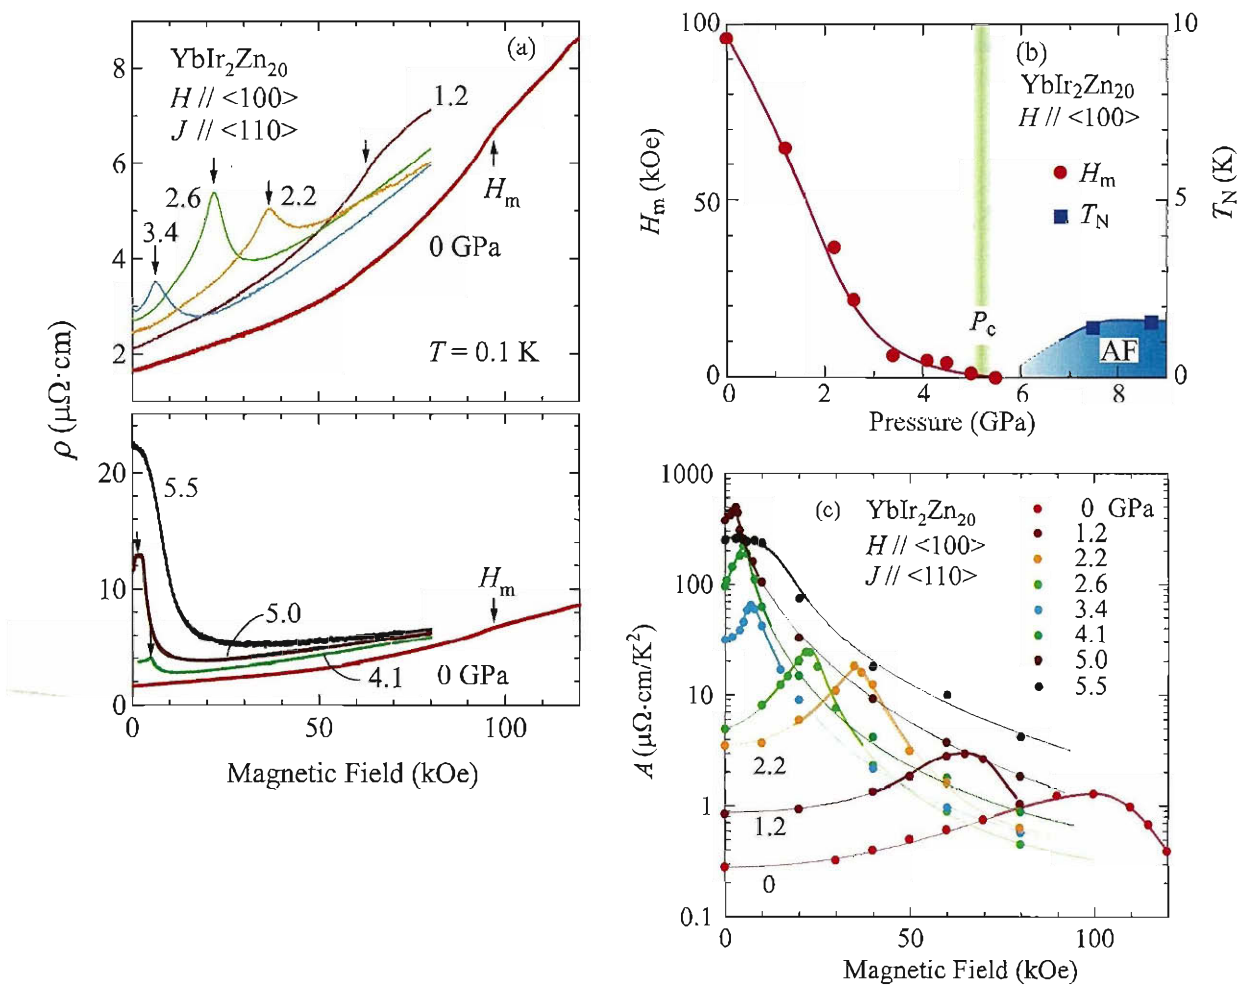 (a)
YbIr₂Zn₂₀
H // <100>
J // <110>
1.2
2.6
2.2
3.4
Hₘ
0 GPa
T = 0.1 K
8
6
4
2
ρ (μΩ·cm)
5.5
5.0
4.1
0 GPa
Hₘ
20
10
0
0
50
100
Magnetic Field (kOe)
(b)
YbIr₂Zn₂₀
H // <100>
Hₘ
T_N
P_c
AF
100
50
0
Hₘ (kOe)
10
5
0
T_N (K)
0
2
4
6
8
Pressure (GPa)
(c)
YbIr₂Zn₂₀
H // <100>
J // <110>
0 GPa
1.2
2.2
2.6
3.4
4.1
5.0
5.5
2.2
1.2
0
1000
100
10
1
0.1
A (μΩ·cm/K²)
0
50
100
Magnetic Field (kOe)